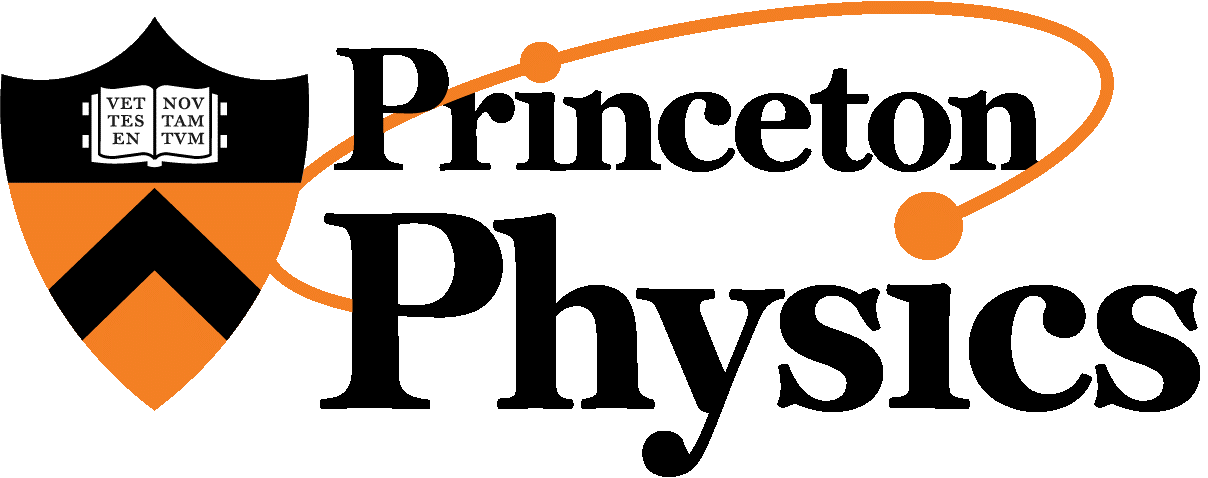 VET NOV
TES TAM
EN TVM
Princeton
Physics